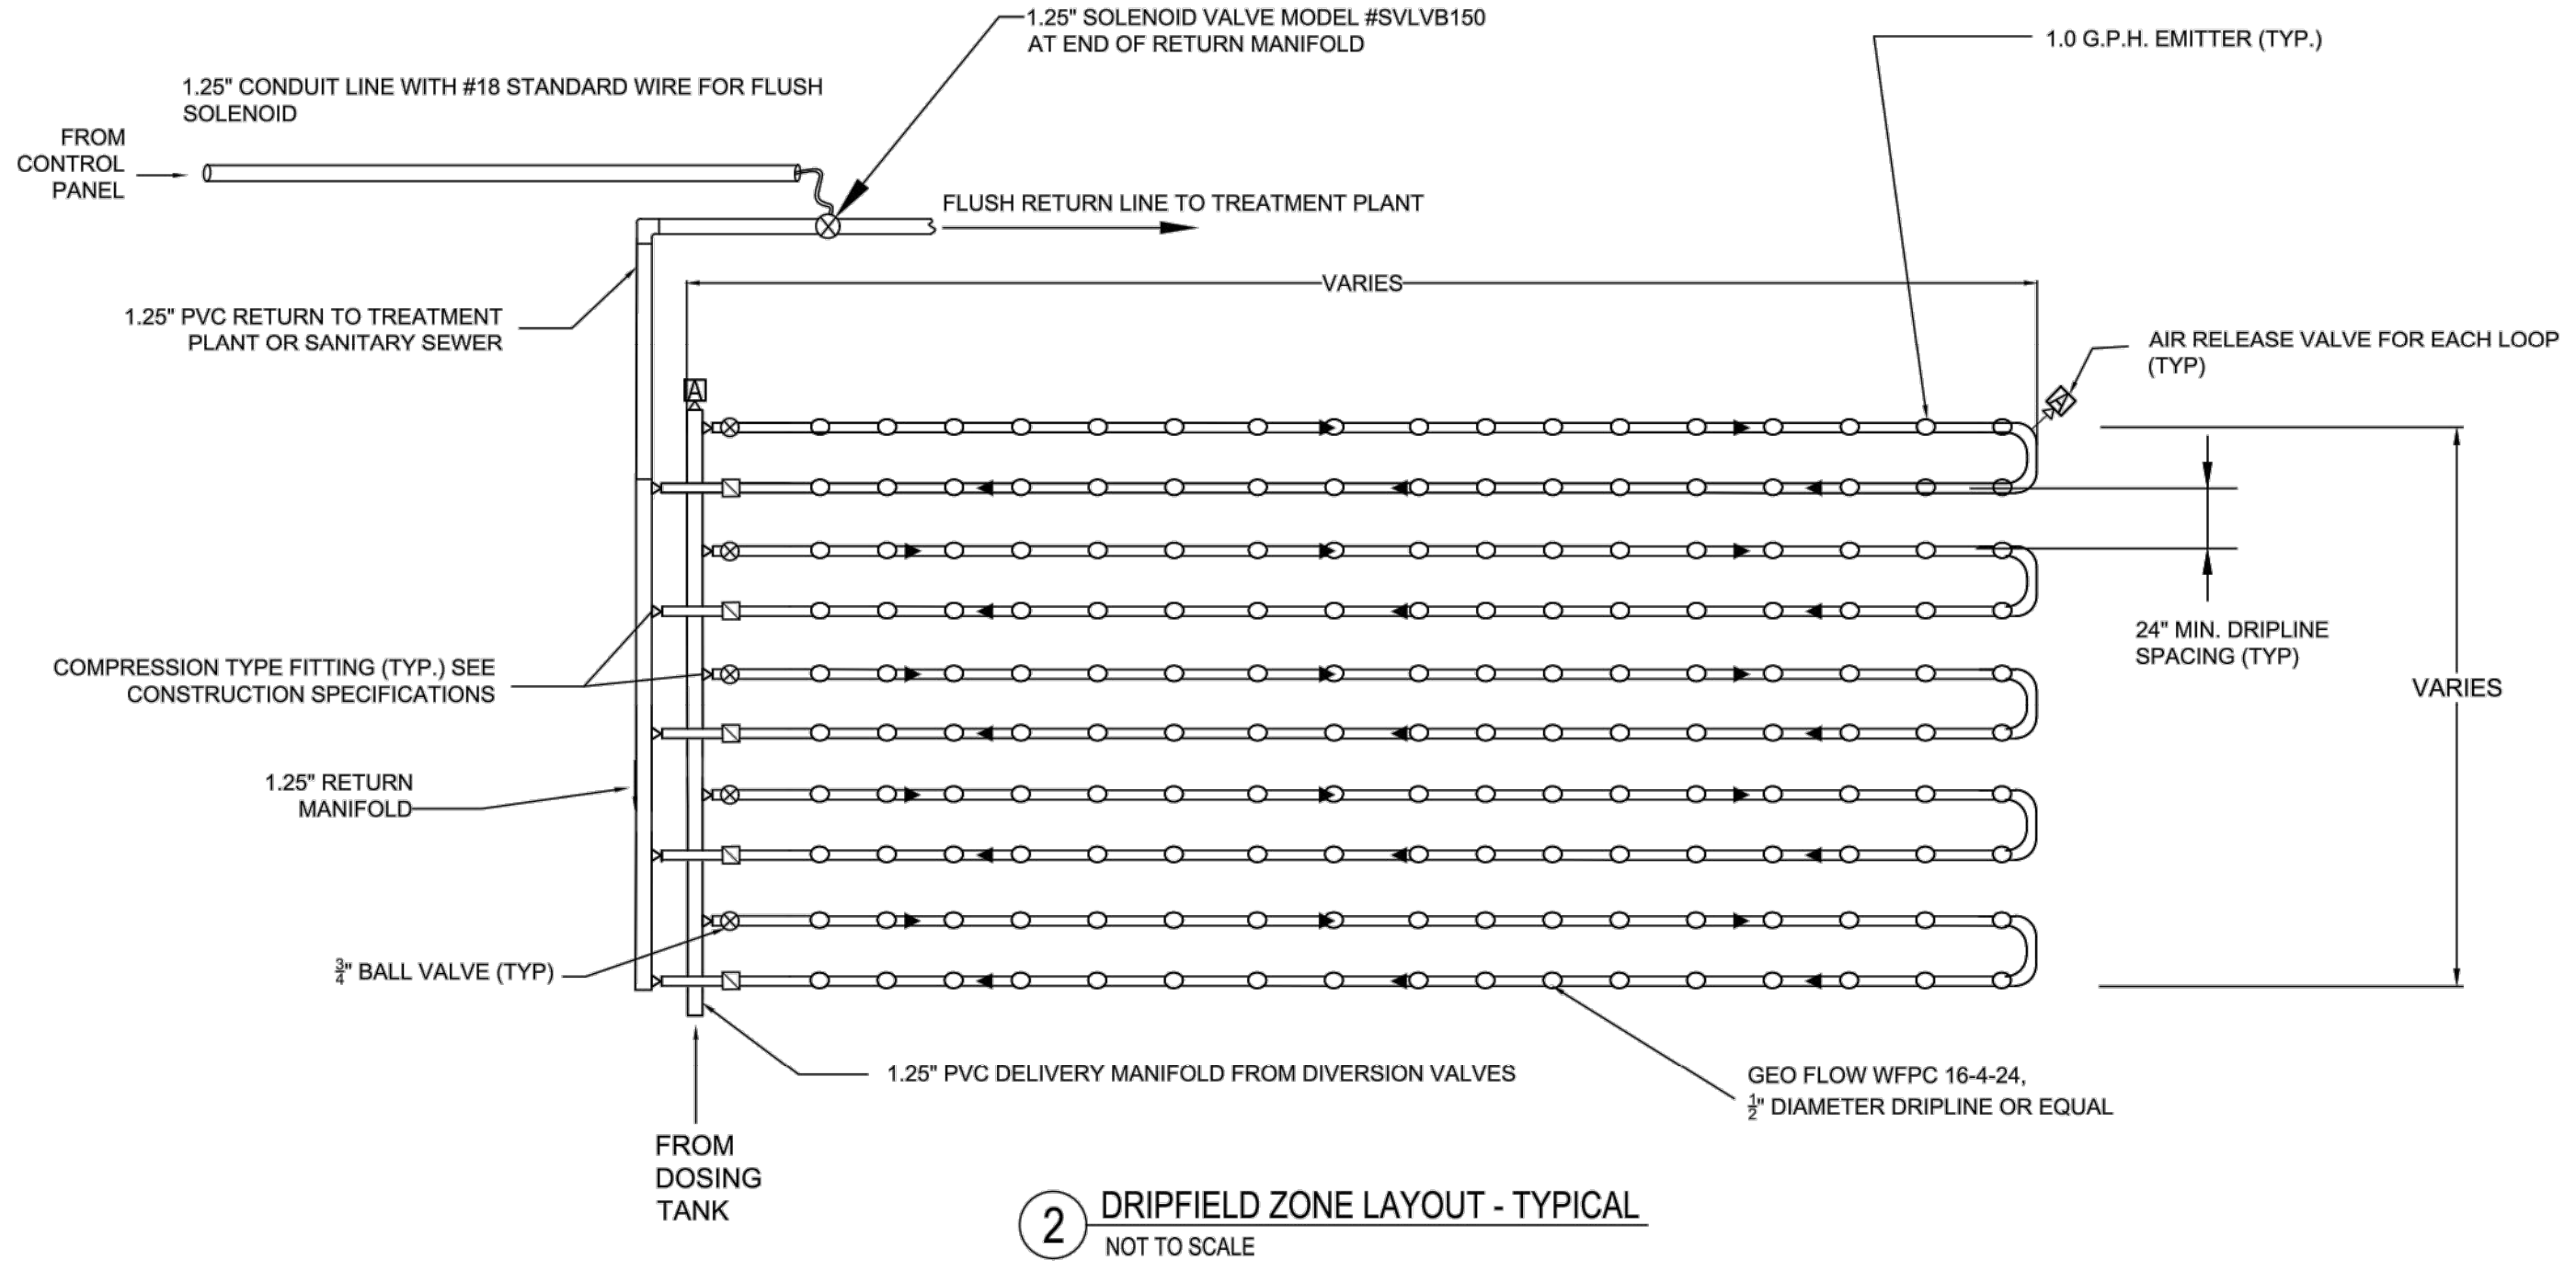 1.25" SOLENOID VALVE MODEL #SVLVB150
AT END OF RETURN MANIFOLD
1.0 G.P.H. EMITTER (TYP.)
1.25" CONDUIT LINE WITH #18 STANDARD WIRE FOR FLUSH
SOLENOID
FROM
CONTROL
PANEL
FLUSH RETURN LINE TO TREATMENT PLANT
VARIES
1.25" PVC RETURN TO TREATMENT
PLANT OR SANITARY SEWER
AIR RELEASE VALVE FOR EACH LOOP
(TYP)
A
A
24" MIN. DRIPLINE
SPACING (TYP)
VARIES
COMPRESSION TYPE FITTING (TYP.) SEE
CONSTRUCTION SPECIFICATIONS
1.25" RETURN
MANIFOLD
3/4" BALL VALVE (TYP)
1.25" PVC DELIVERY MANIFOLD FROM DIVERSION VALVES
GEO FLOW WFPC 16-4-24,
1/2" DIAMETER DRIPLINE OR EQUAL
FROM
DOSING
TANK
2 DRIPFIELD ZONE LAYOUT - TYPICAL
NOT TO SCALE